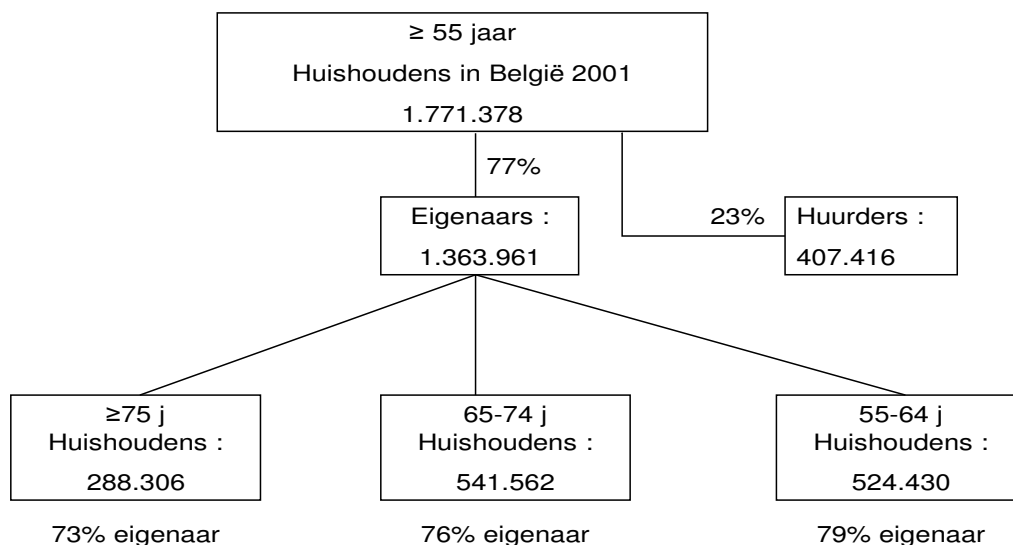 ≥ 55 jaar
Huishoudens in België 2001
1.771.378
77%
Eigenaars :
1.363.961
23%
Huurders :
407.416
≥75 j
Huishoudens :
288.306
73% eigenaar
65-74 j
Huishoudens :
541.562
76% eigenaar
55-64 j
Huishoudens :
524.430
79% eigenaar